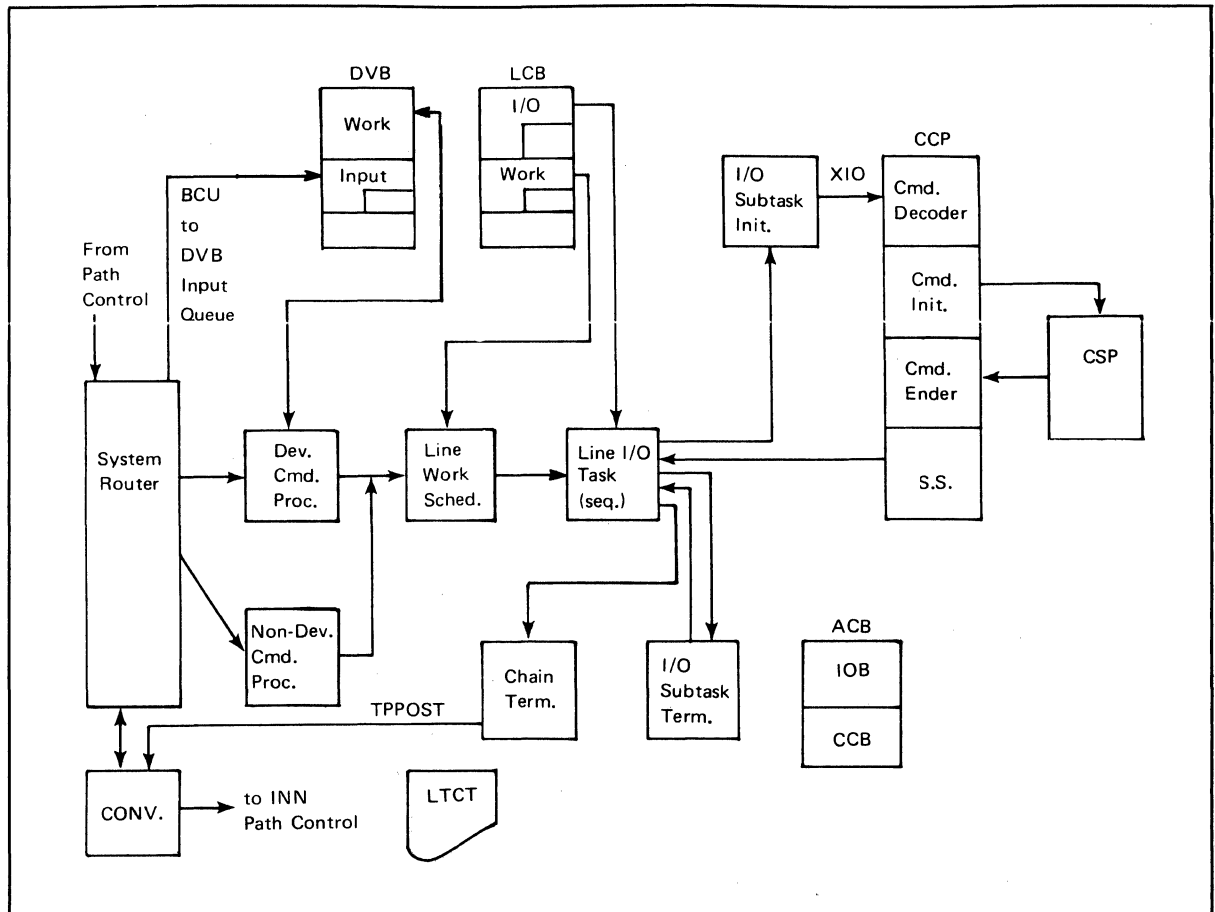 DVB
Work
Input
LCB
I/O
Work
CCP
Cmd.
Decoder
Cmd.
Init.
Cmd.
Ender
S.S.
I/O
Subtask
Init.
XIO
CSP
BCU
to
DVB
Input
Queue
From
Path
Control
System
Router
Dev.
Cmd.
Proc.
Line
Work
Sched.
Line I/O
Task
(seq.)
Non-Dev.
Cmd.
Proc.
Chain
Term.
I/O
Subtask
Term.
ACB
IOB
CCB
TPPOST
CONV.
to INN
Path Control
LTCT